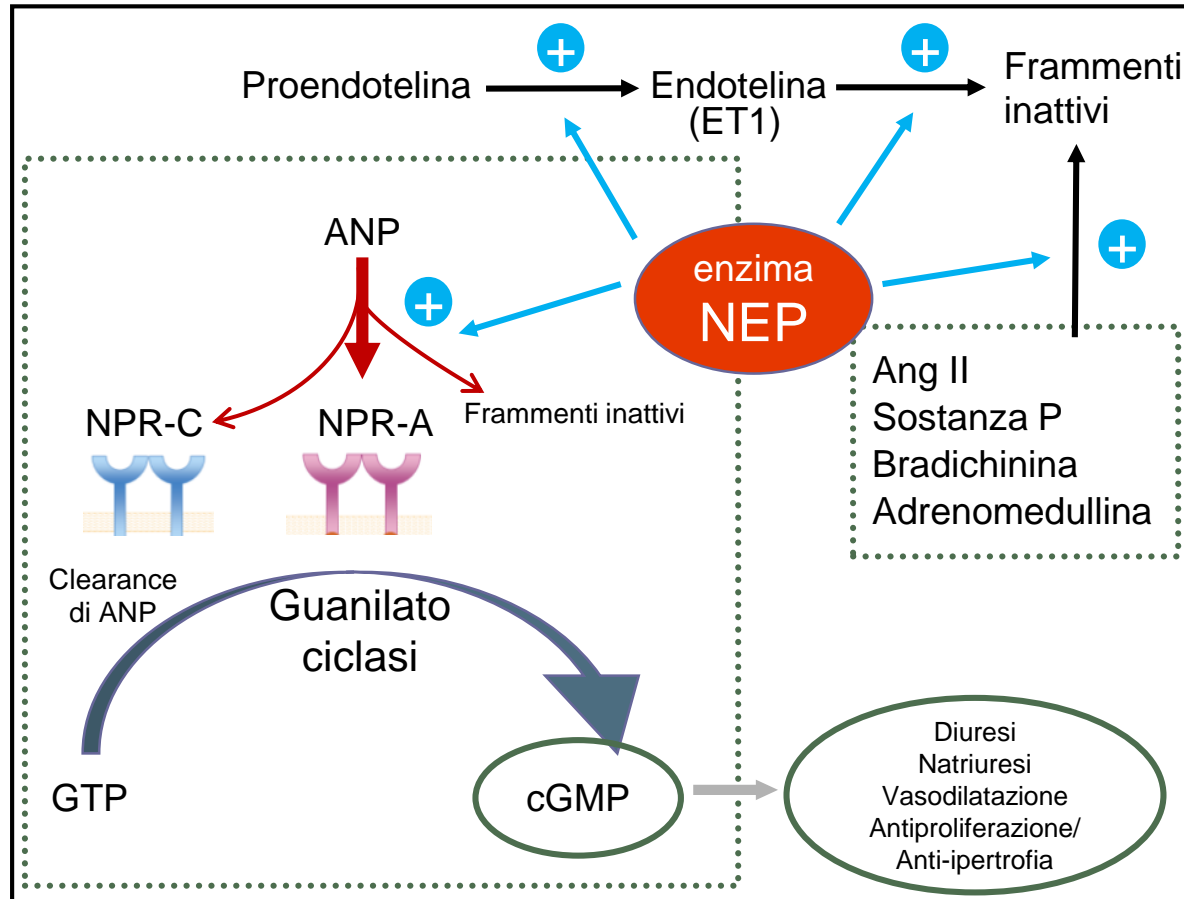 +
+
Proendotelina
Endotelina
(ET1)
Frammenti
inattivi
ANP
+
enzima
NEP
+
NPR-C
NPR-A
Frammenti inattivi
Ang II
Sostanza P
Bradichinina
Adrenomedullina
Clearance
di ANP
Guanilato
ciclasi
GTP
cGMP
Diuresi
Natriuresi
Vasodilatazione
Antiproliferazione/
Anti-ipertrofia